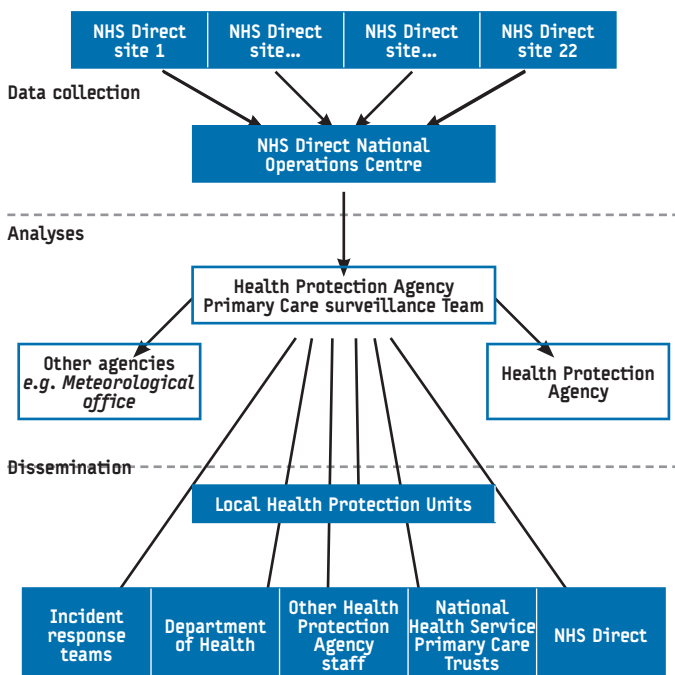 NHS Direct
site 1
NHS Direct
site...
NHS Direct
site...
NHS Direct
site 22
Data collection
NHS Direct National
Operations Centre
Analyses
Health Protection Agency
Primary Care surveillance Team
Other agencies
e.g. Meteorological
office
Health Protection
Agency
Dissemination
Local Health Protection Units
Incident
response
teams
Department
of Health
Other Health
Protection
Agency
staff
National
Health Service
Primary Care
Trusts
NHS Direct